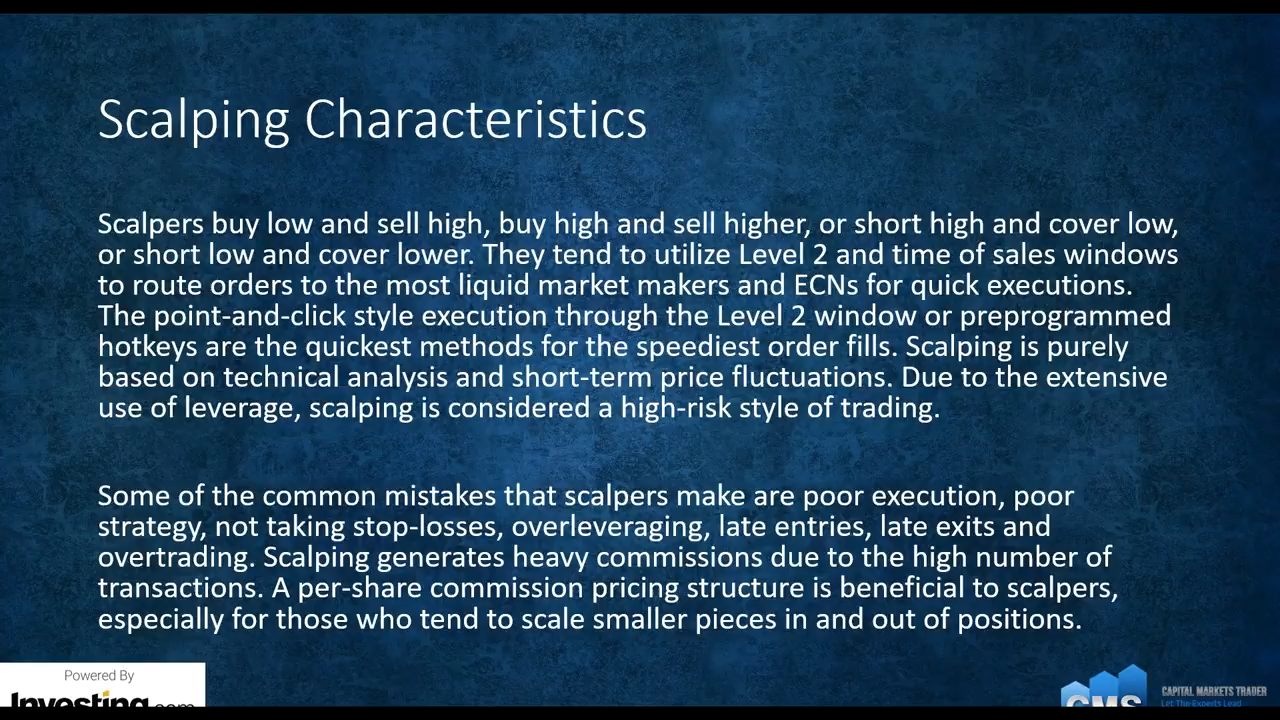 Scalping Characteristics
Scalpers buy low and sell high, buy high and sell higher, or short high and cover low,
or short low and cover lower. They tend to utilize Level 2 and time of sales windows
to route orders to the most liquid market makers and ECNs for quick executions.
The point-and-click style execution through the Level 2 window or preprogrammed
hotkeys are the quickest methods for the speediest order fills. Scalping is purely
based on technical analysis and short-term price fluctuations. Due to the extensive
use of leverage, scalping is considered a high-risk style of trading.
Some of the common mistakes that scalpers make are poor execution, poor
strategy, not taking stop-losses, overleveraging, late entries, late exits and
overtrading. Scalping generates heavy commissions due to the high number of
transactions. A per-share commission pricing structure is beneficial to scalpers,
especially for those who tend to scale smaller pieces in and out of positions.
Powered By
Investing.com
CMS
CAPITAL MARKETS TRADER
Let The Experts Lead